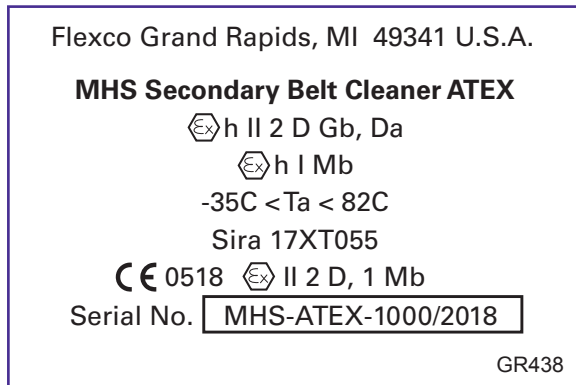 Flexco Grand Rapids, MI 49341 U.S.A.
MHS Secondary Belt Cleaner ATEX
Ex h II 2 D Gb, Da
Ex h I Mb
-35C < Ta < 82C
Sira 17XT055
CE 0518 Ex II 2 D, 1 Mb
Serial No. MHS-ATEX-1000/2018
GR438